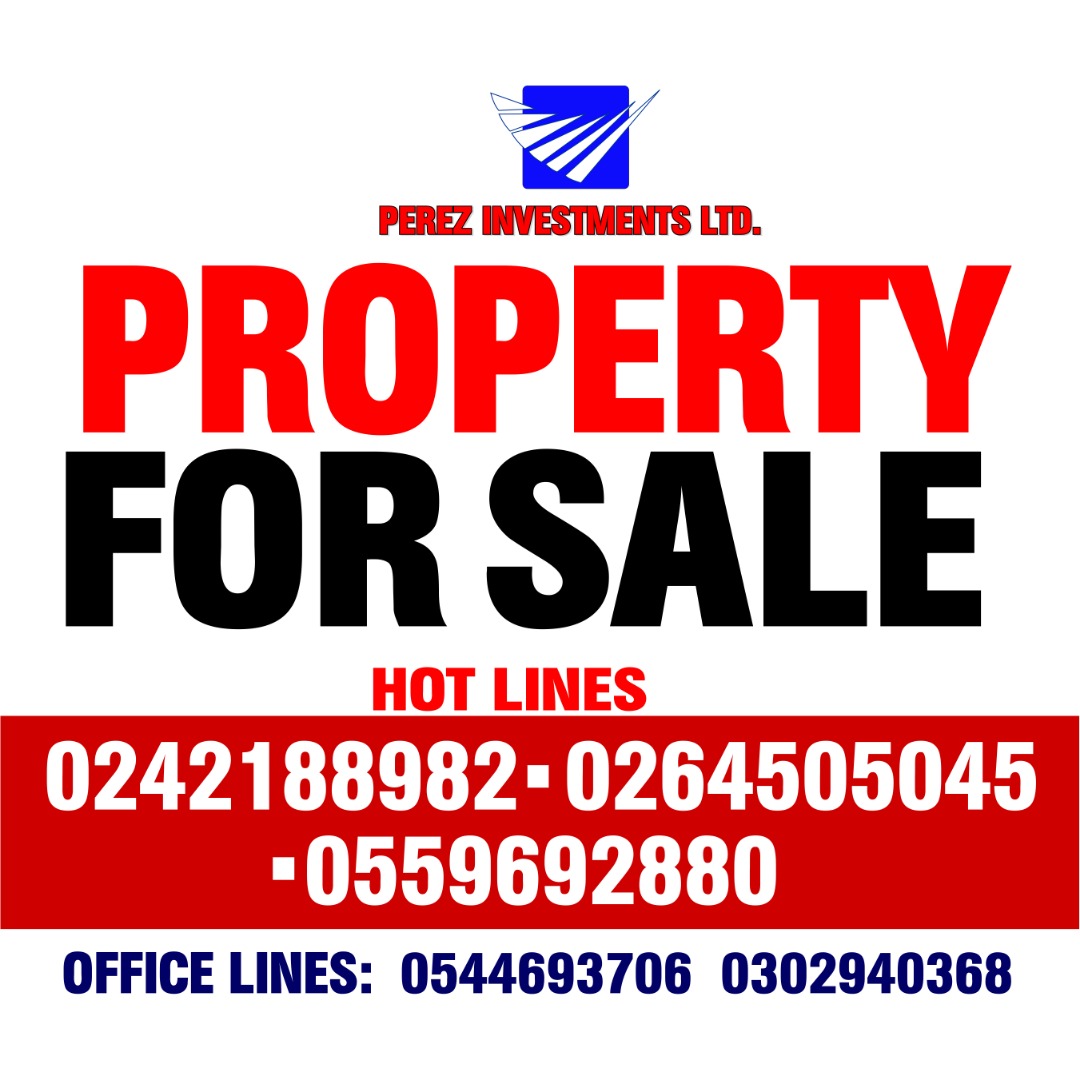 PEREZ INVESTMENTS LTD.
PROPERTY
FOR SALE
HOT LINES
0242188982▪0264505045
▪0559692880
OFFICE LINES: 0544693706 0302940368